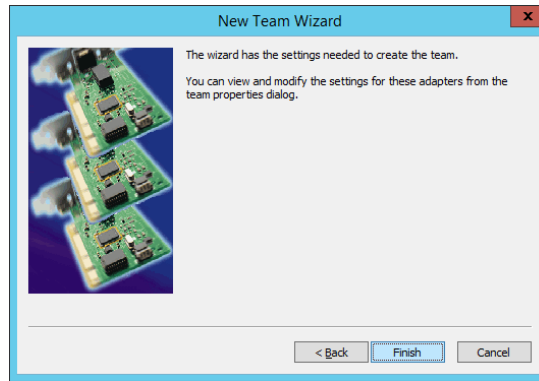 New Team Wizard
x
The wizard has the settings needed to create the team.
You can view and modify the settings for these adapters from the
team properties dialog.
< Back
Finish
Cancel